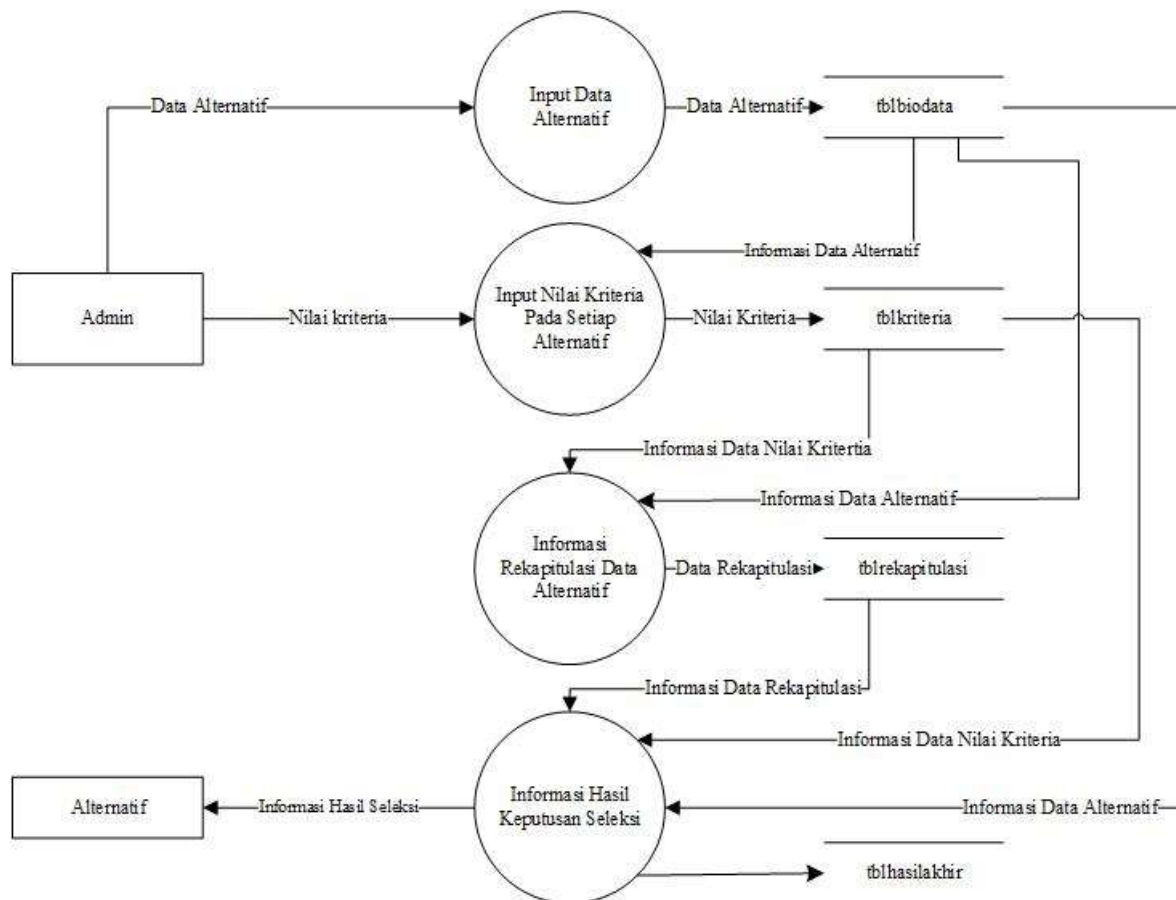 Data Alternatif
Input Data
Alternatif
Data Alternatif
tblbiodata
Informasi Data Alternatif
Admin
Nilai kriteria
Input Nilai Kriteria
Pada Setiap
Alternatif
Nilai Kriteria
tblkriteria
Informasi Data Nilai Kritertia
Informasi Data Alternatif
Informasi
Rekapitulasi Data
Alternatif
Data Rekapitulasi
tblrekapitulasi
Informasi Data Rekapitulasi
Informasi Data Nilai Kriteria
Alternatif
Informasi Hasil Seleksi
Informasi Hasil
Keputusan Seleksi
Informasi Data Alternatif
tblhasilakhir